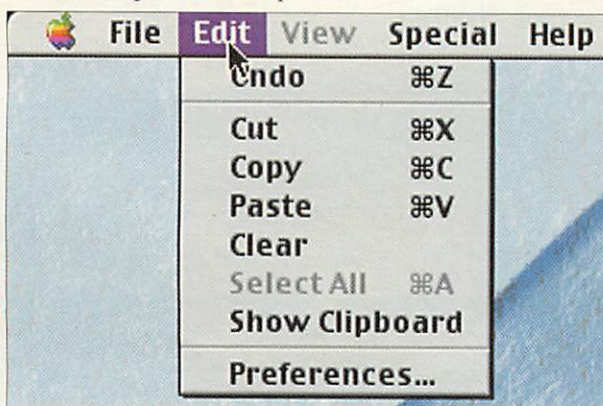 File Edit View Special Help
Undo ⌘Z
Cut ⌘X
Copy ⌘C
Paste ⌘V
Clear
Select All ⌘A
Show Clipboard
Preferences...